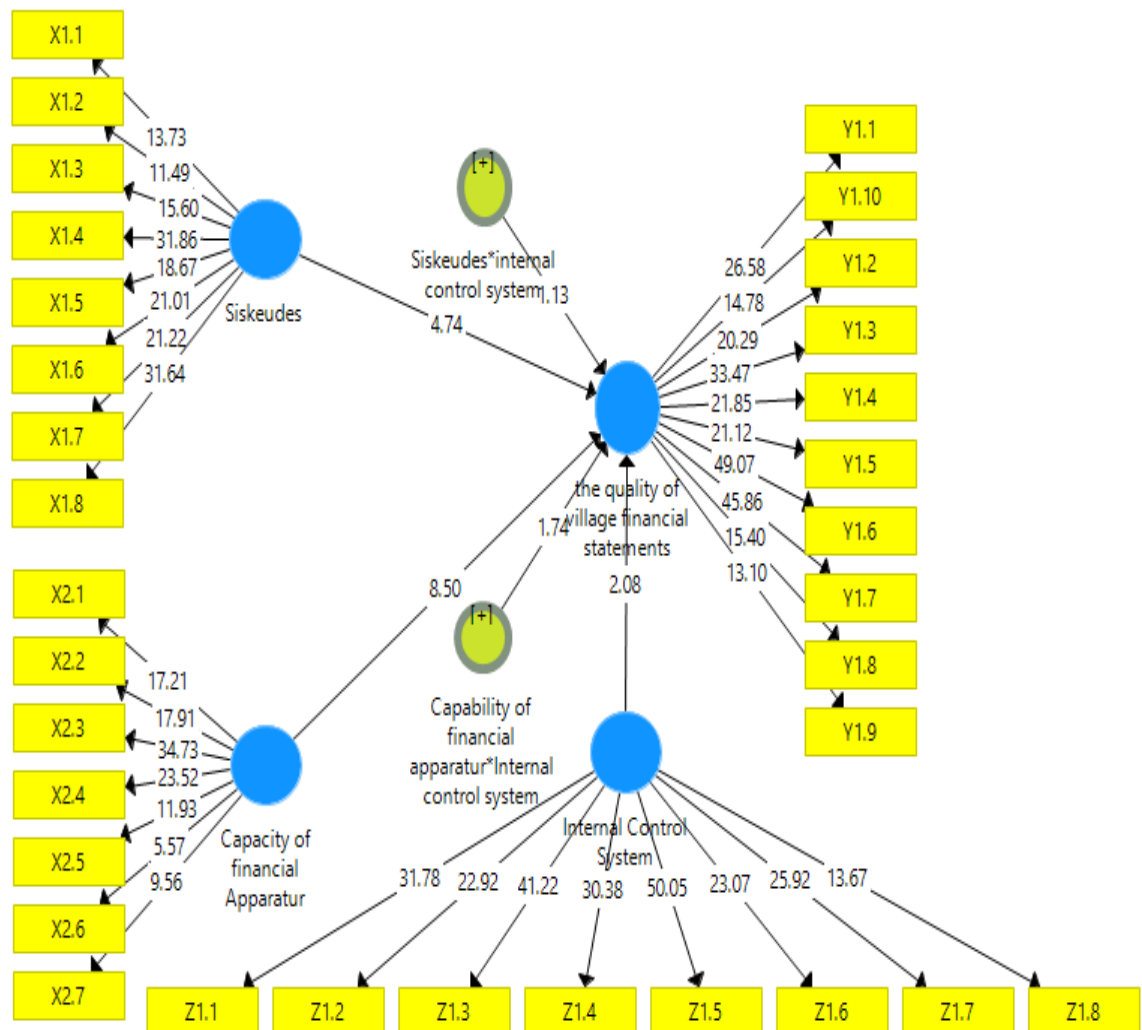 X1.1
X1.2
X1.3
X1.4
X1.5
X1.6
X1.7
X1.8
13.73
11.49
15.60
31.86
18.67
21.01
21.22
31.64
Siskeudes
[+]
Siskeudes*internal
control system
1.13
4.74
Y1.1
Y1.10
Y1.2
Y1.3
Y1.4
Y1.5
Y1.6
Y1.7
Y1.8
Y1.9
26.58
14.78
20.29
33.47
21.85
21.12
49.07
45.86
15.40
13.10
the quality of
village financial
statements
1.74
8.50
2.08
[+]
Capability of
financial
apparatur*Internal
control system
X2.1
X2.2
X2.3
X2.4
X2.5
X2.6
X2.7
17.21
17.91
34.73
23.52
11.93
5.57
9.56
Capacity of
financial
Apparatur
Internal Control
System
31.78
22.92
41.22
30.38
50.05
23.07
25.92
13.67
Z1.1
Z1.2
Z1.3
Z1.4
Z1.5
Z1.6
Z1.7
Z1.8